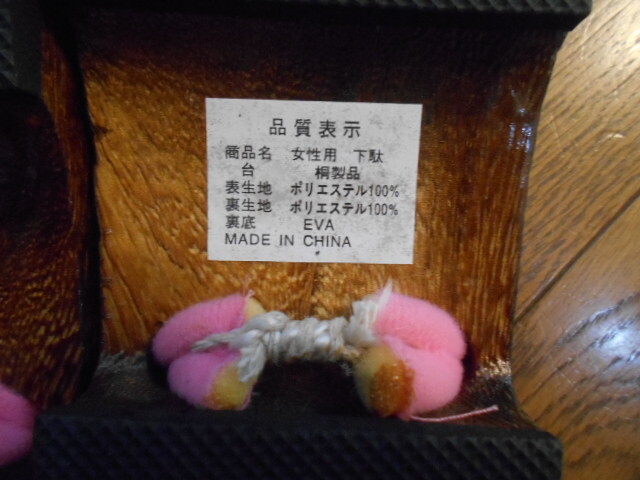 品質表示
商品名 女性用 下駄
台 桐製品
表生地 ポリエステル100%
裏生地 ポリエステル100%
裏底 EVA
MADE IN CHINA